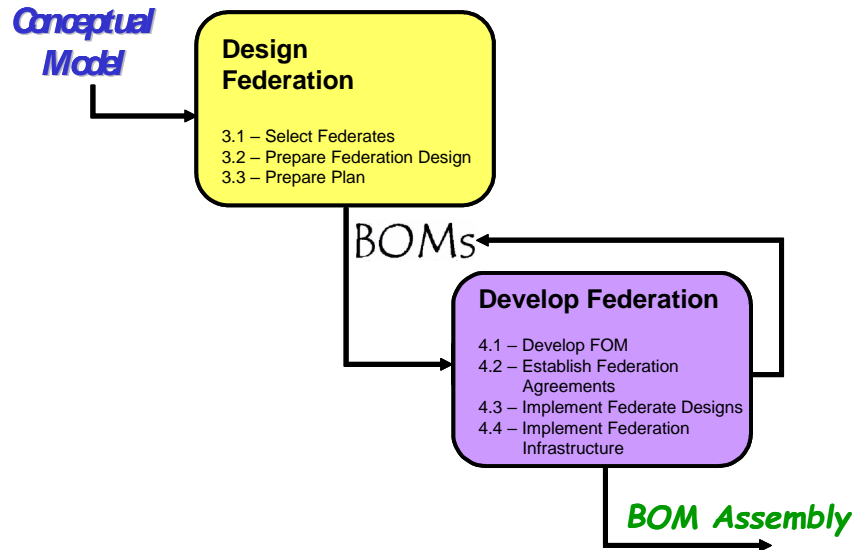 Conceptual
Model
Design
Federation
3.1 – Select Federates
3.2 – Prepare Federation Design
3.3 – Prepare Plan
BOMs
Develop Federation
4.1 – Develop FOM
4.2 – Establish Federation
Agreements
4.3 – Implement Federate Designs
4.4 – Implement Federation
Infrastructure
BOM Assembly